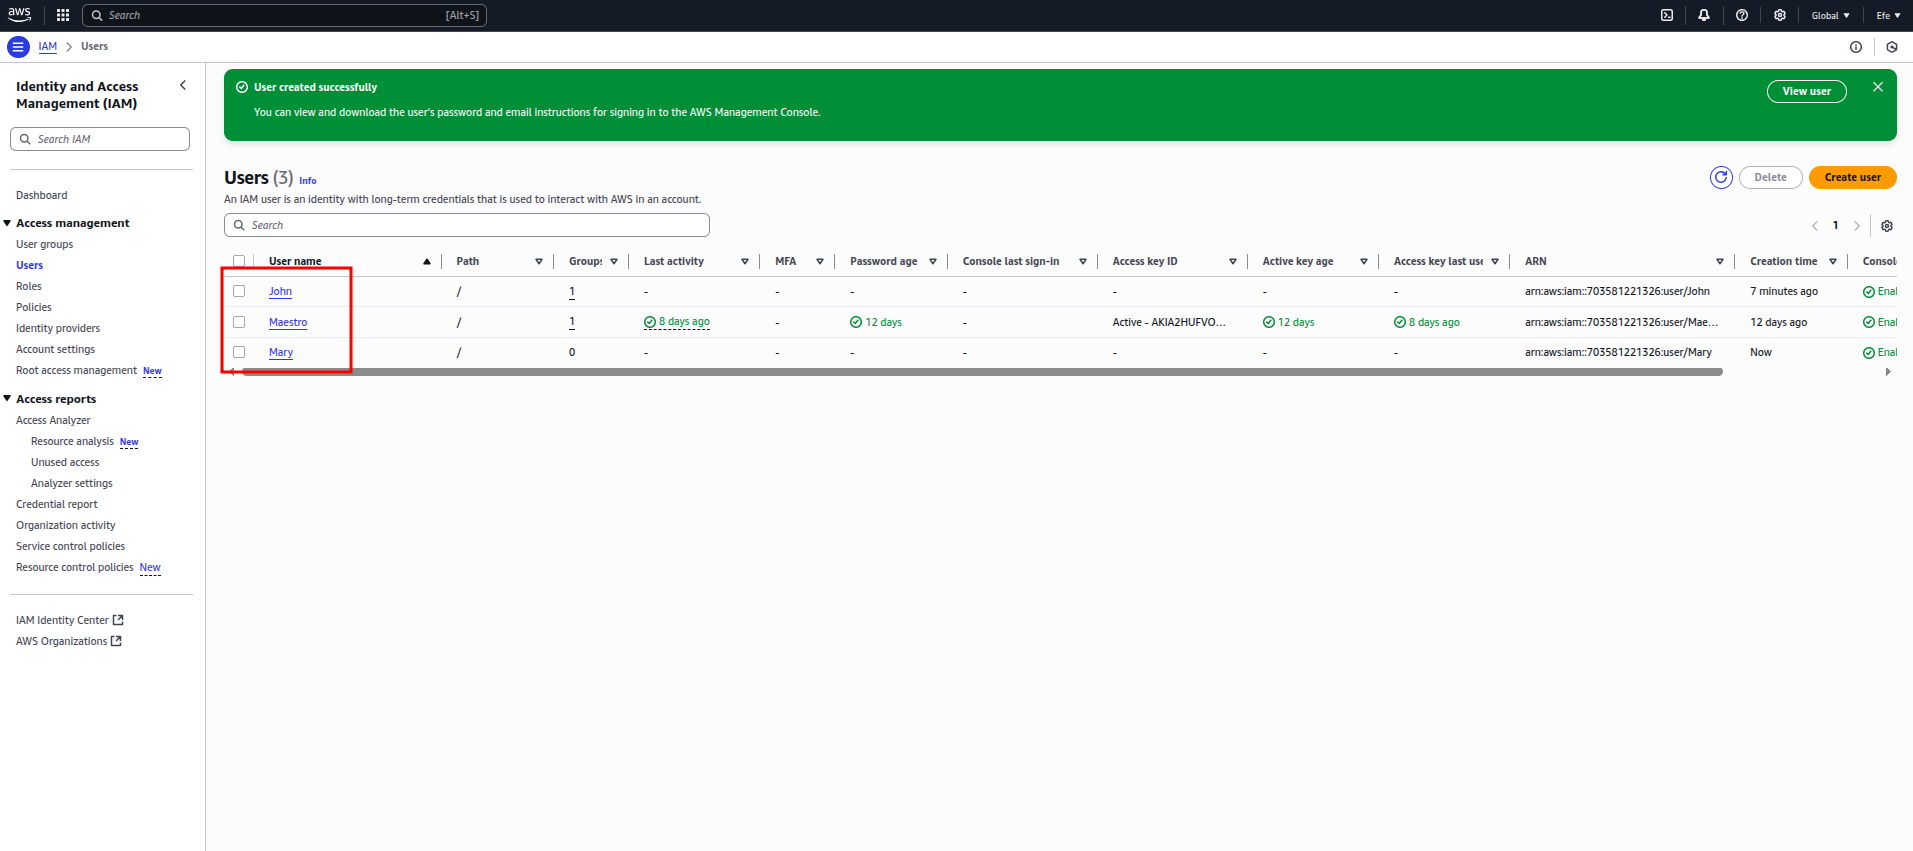 aws
Search [Alt+S]
Global
Efe
IAM
Users
Identity and Access
Management (IAM)
Search IAM
Dashboard
Access management
User groups
Users
Roles
Policies
Identity providers
Account settings
Root access management New
Access reports
Access Analyzer
Resource analysis New
Unused access
Analyzer settings
Credential report
Organization activity
Service control policies
Resource control policies New
IAM Identity Center
AWS Organizations
User created successfully
You can view and download the user's password and email instructions for signing in to the AWS Management Console.
View user
Users (3) Info
An IAM user is an identity with long-term credentials that is used to interact with AWS in an account.
Delete
Create user
Search
1
User name Path Groups Last activity MFA Password age Console last sign-in Access key ID Active key age Access key last use ARN Creation time Consol
John / 1 - - - - - - - arn:aws:iam::703581221326:user/John 7 minutes ago Enal
Maestro / 1 8 days ago - 12 days - Active - AKIA2HUFVO... 12 days 8 days ago arn:aws:iam::703581221326:user/Mae... 12 days ago Enal
Mary / 0 - - - - - - - arn:aws:iam::703581221326:user/Mary Now Enal